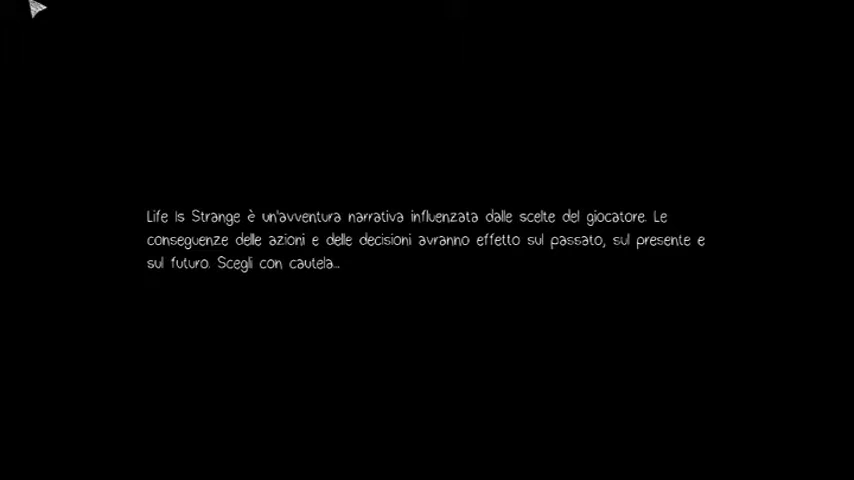 Life Is Strange è un'avventura narrativa influenzata dalle scelte del giocatore. Le
conseguenze delle azioni e delle decisioni avranno effetto sul passato, sul presente e
sul futuro. Scegli con cautela...